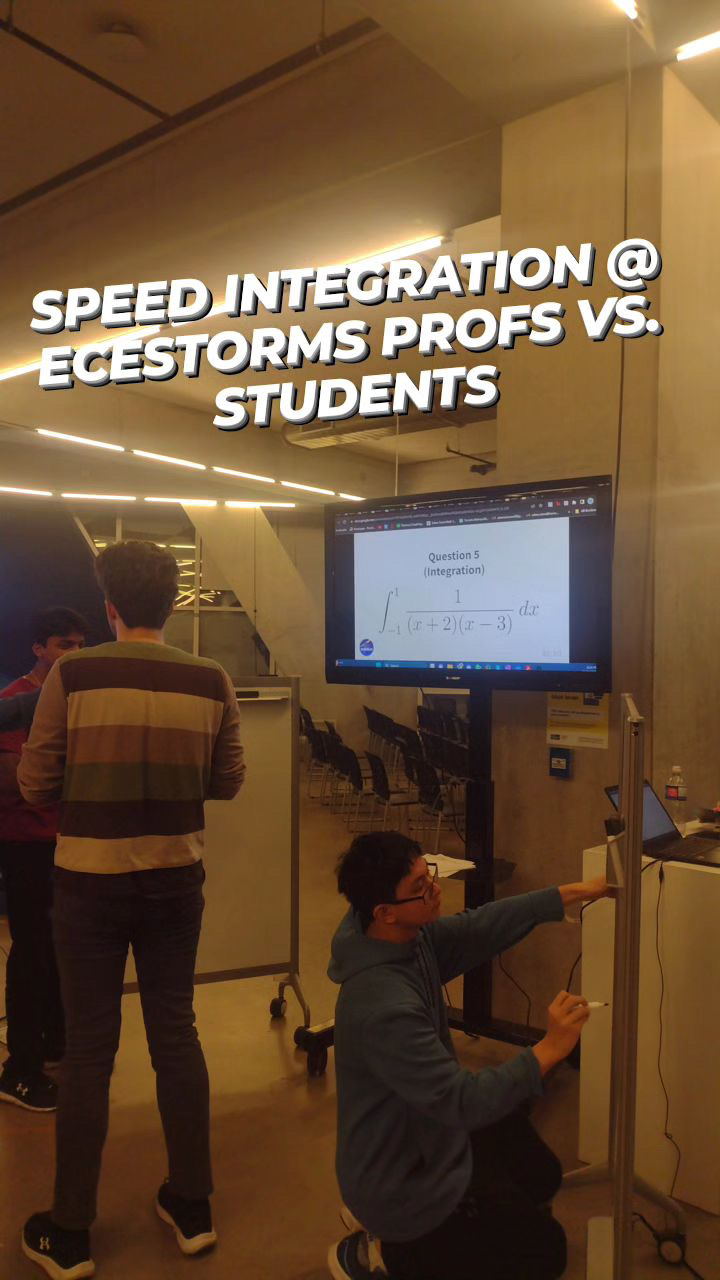 SPEED INTEGRATION @
ECESTORMS PROFS VS.
STUDENTS
Question 5
(Integration)
∫_{-1}^{1} 1/((x + 2)(x − 3)) dx